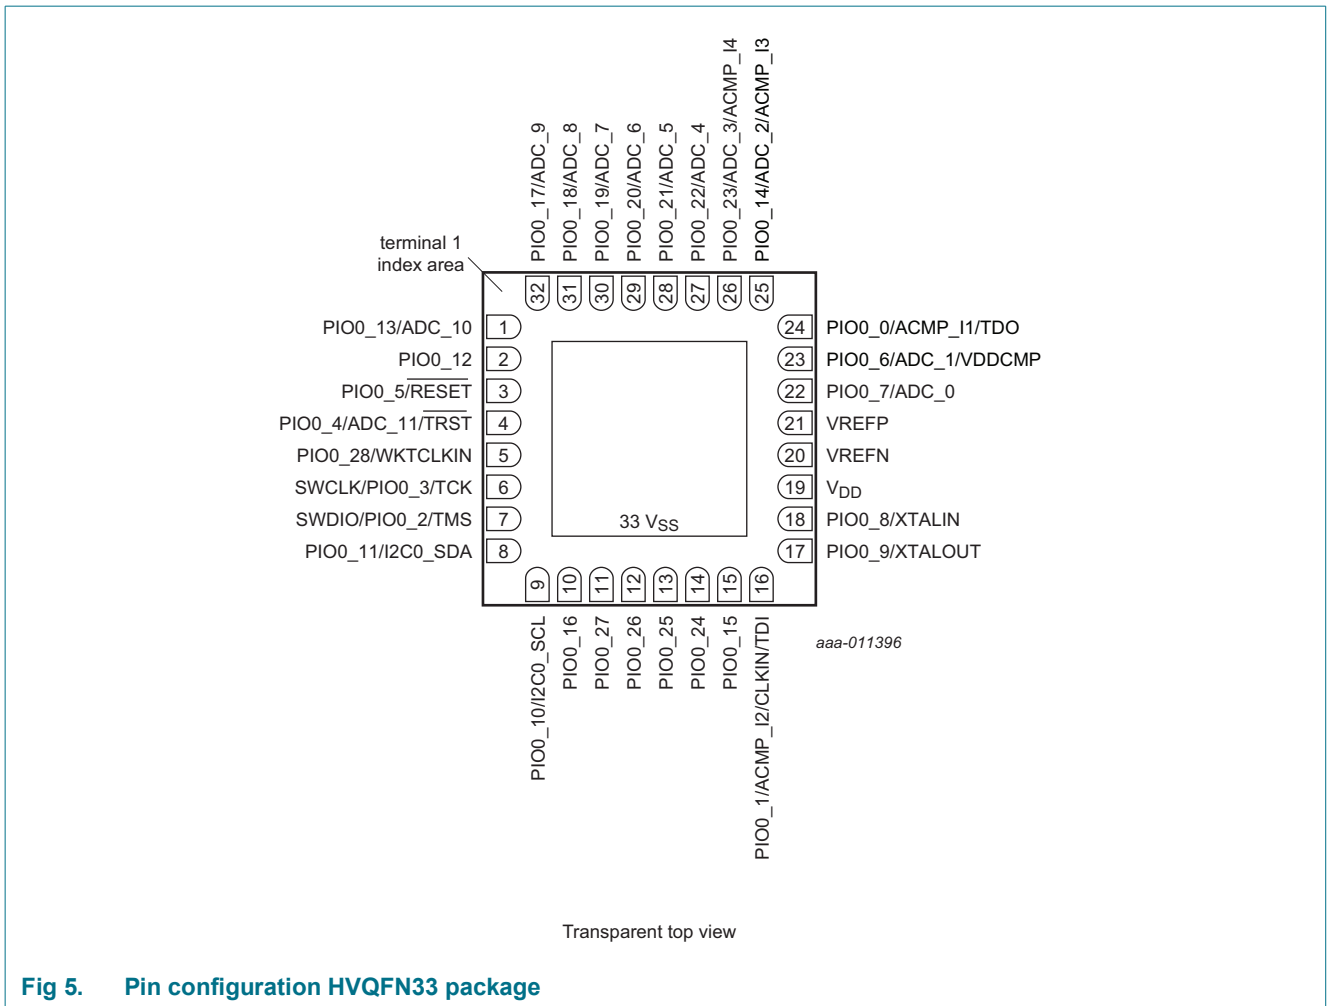 PIO0_17/ADC_9
PIO0_18/ADC_8
PIO0_19/ADC_7
PIO0_20/ADC_6
PIO0_21/ADC_5
PIO0_22/ADC_4
PIO0_23/ADC_3/ACMP_I4
PIO0_14/ADC_2/ACMP_I3
terminal 1
index area
32 31 30 29 28 27 26 25
PIO0_13/ADC_10 1
PIO0_12 2
PIO0_5/RESET 3
PIO0_4/ADC_11/TRST 4
PIO0_28/WKTCLKIN 5
SWCLK/PIO0_3/TCK 6
SWDIO/PIO0_2/TMS 7
PIO0_11/I2C0_SDA 8
24 PIO0_0/ACMP_I1/TDO
23 PIO0_6/ADC_1/VDDCMP
22 PIO0_7/ADC_0
21 VREFP
20 VREFN
19 VDD
18 PIO0_8/XTALIN
17 PIO0_9/XTALOUT
33 VSS
9 10 11 12 13 14 15 16
PIO0_10/I2C0_SCL
PIO0_16
PIO0_27
PIO0_26
PIO0_25
PIO0_24
PIO0_15
PIO0_1/ACMP_I2/CLKIN/TDI
aaa-011396
Transparent top view
Fig 5. Pin configuration HVQFN33 package